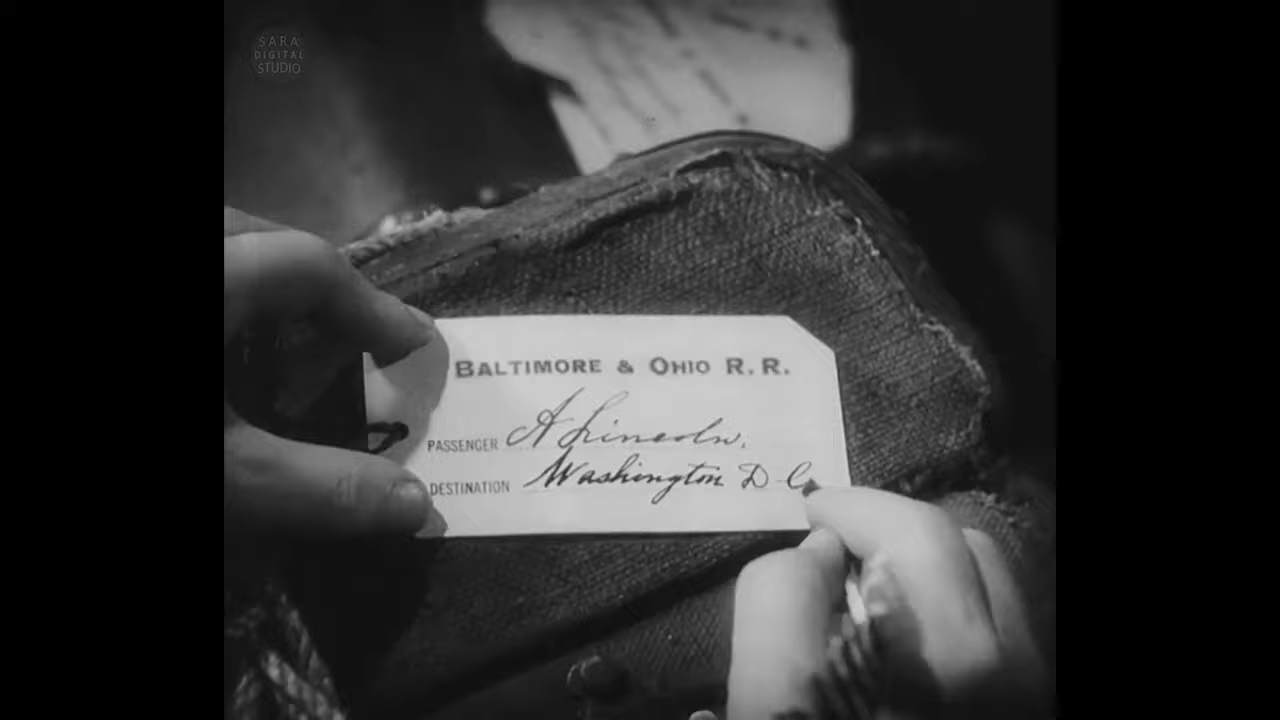 SARA
DIGITAL
STUDIO
BALTIMORE & OHIO R. R.
PASSENGER A Lincoln.
DESTINATION Washington D C